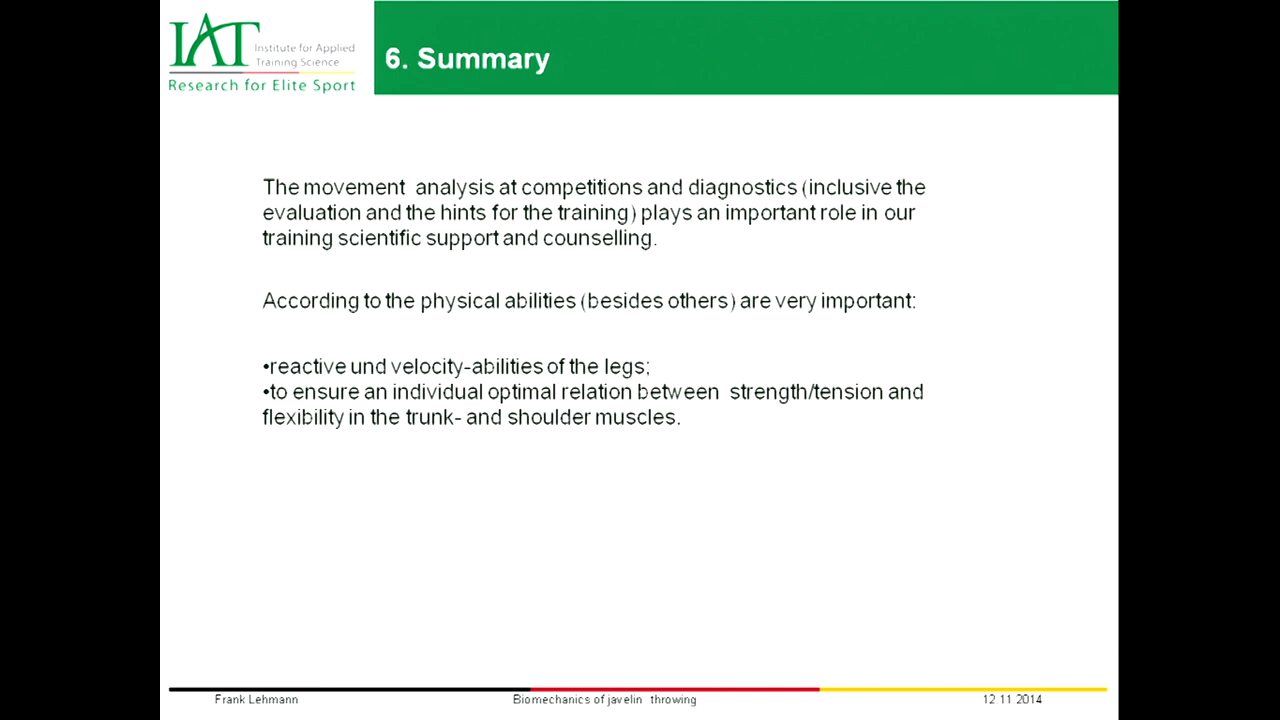 IAT
Institute for Applied
Training Science
Research for Elite Sport
6. Summary
The movement analysis at competitions and diagnostics (inclusive the
evaluation and the hints for the training) plays an important role in our
training scientific support and counselling.
According to the physical abilities (besides others) are very important:
•reactive und velocity-abilities of the legs;
•to ensure an individual optimal relation between strength/tension and
flexibility in the trunk- and shoulder muscles.
Frank Lehmann
Biomechanics of javelin throwing
12.11.2014